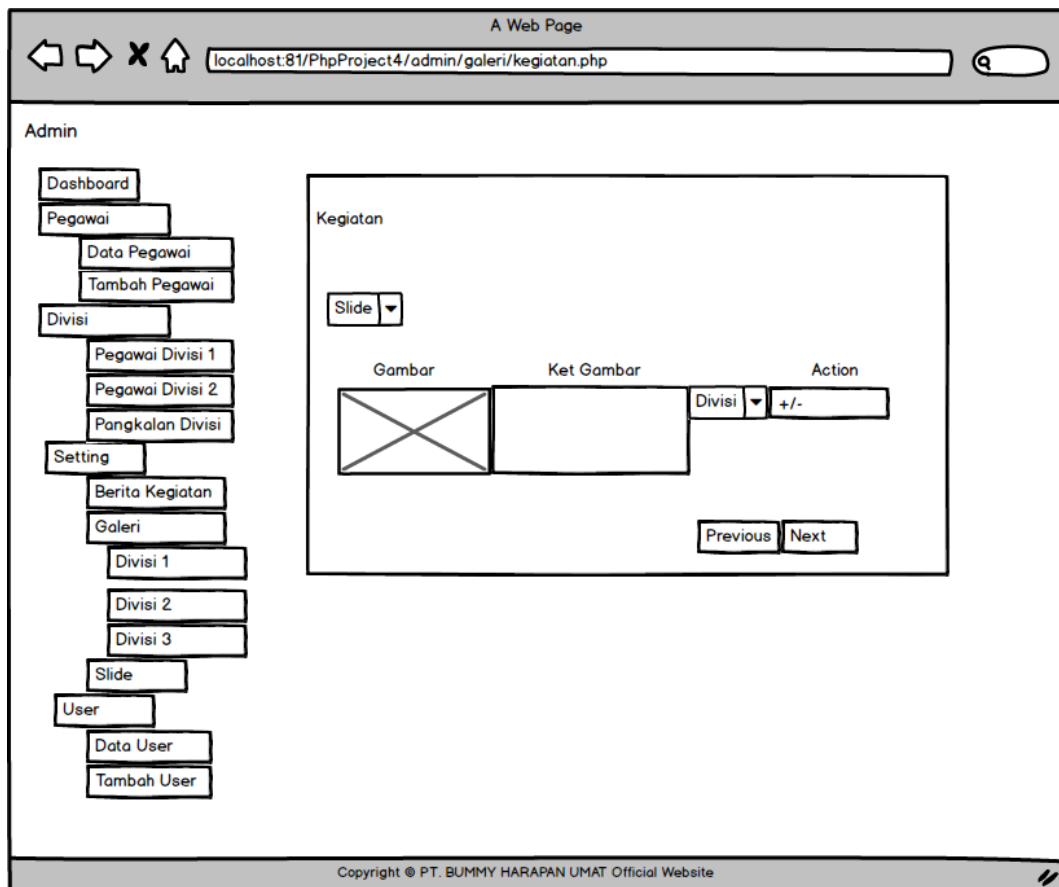 A Web Page
localhost:81/PhpProject4/admin/galeri/kegiatan.php
Admin
Dashboard
Pegawai
Data Pegawai
Tambah Pegawai
Divisi
Pegawai Divisi 1
Pegawai Divisi 2
Pangkalan Divisi
Setting
Berita Kegiatan
Galeri
Divisi 1
Divisi 2
Divisi 3
Slide
User
Data User
Tambah User
Kegiatan
Slide
Gambar Ket Gambar Action
Divisi +/-
Previous Next
Copyright © PT. BUMMY HARAPAN UMAT Official Website